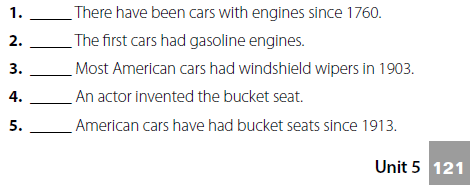 1. ______ There have been cars with engines since 1760.
2. ______ The first cars had gasoline engines.
3. ______ Most American cars had windshield wipers in 1903.
4. ______ An actor invented the bucket seat.
5. ______ American cars have had bucket seats since 1913.
Unit 5 121